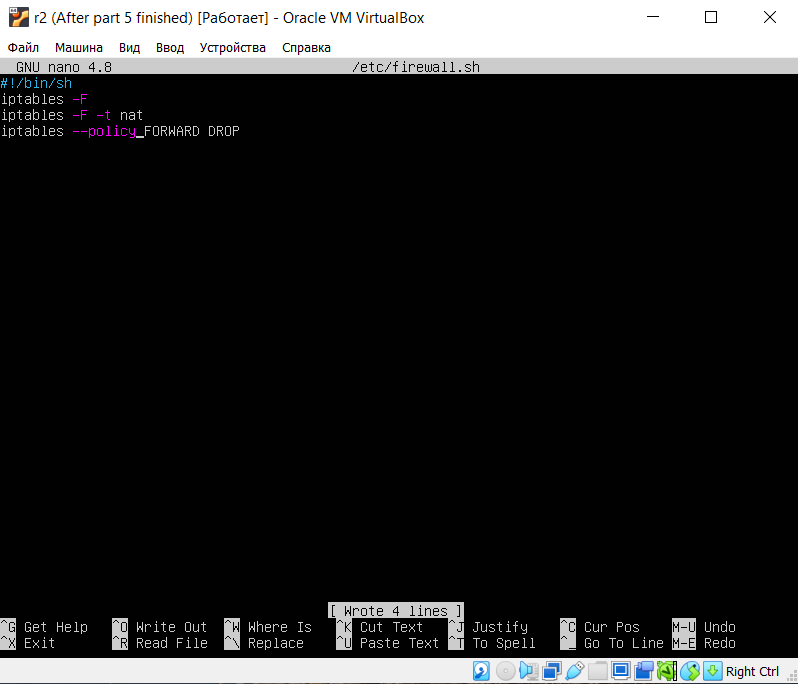 r2 (After part 5 finished) [Работает] - Oracle VM VirtualBox
Файл Машина Вид Ввод Устройства Справка
GNU nano 4.8 /etc/firewall.sh
#!/bin/sh
iptables -F
iptables -F -t nat
iptables --policy_FORWARD DROP
[ Wrote 4 lines ]
^G Get Help ^O Write Out ^W Where Is ^K Cut Text ^J Justify ^C Cur Pos M-U Undo
^X Exit ^R Read File ^\ Replace ^U Paste Text ^T To Spell ^_ Go To Line M-E Redo
Right Ctrl